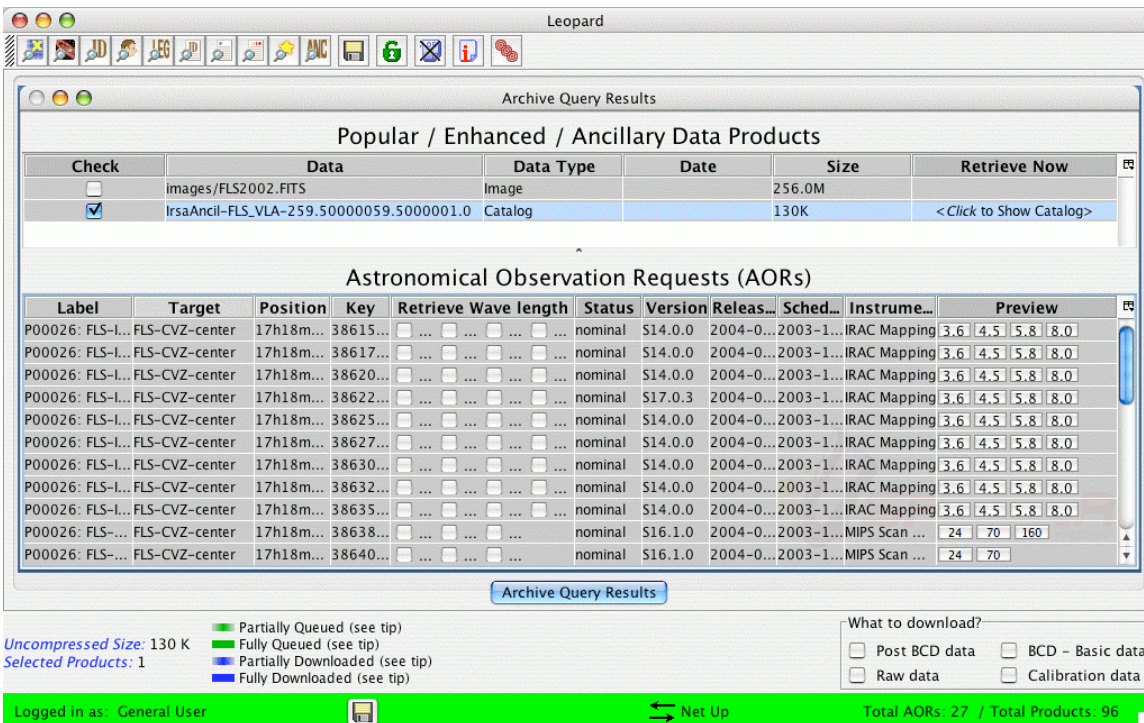 Leopard
JD LEG JD ANC
Archive Query Results
Popular / Enhanced / Ancillary Data Products
Check Data Data Type Date Size Retrieve Now
images/FLS2002.FITS Image 256.0M
IrsaAncil-FLS_VLA-259.50000059.5000001.0 Catalog 130K <Click to Show Catalog>
Astronomical Observation Requests (AORs)
Label Target Position Key Retrieve Wave length Status Version Releas... Sched... Instrume... Preview
P00026: FLS-I... FLS-CVZ-center 17h18m... 38615... ... ... ... ... nominal S14.0.0 2004-0... 2003-1... IRAC Mapping 3.6 4.5 5.8 8.0
P00026: FLS-I... FLS-CVZ-center 17h18m... 38617... ... ... ... ... nominal S14.0.0 2004-0... 2003-1... IRAC Mapping 3.6 4.5 5.8 8.0
P00026: FLS-I... FLS-CVZ-center 17h18m... 38620... ... ... ... ... nominal S14.0.0 2004-0... 2003-1... IRAC Mapping 3.6 4.5 5.8 8.0
P00026: FLS-I... FLS-CVZ-center 17h18m... 38622... ... ... ... ... nominal S17.0.3 2004-0... 2003-1... IRAC Mapping 3.6 4.5 5.8 8.0
P00026: FLS-I... FLS-CVZ-center 17h18m... 38625... ... ... ... ... nominal S14.0.0 2004-0... 2003-1... IRAC Mapping 3.6 4.5 5.8 8.0
P00026: FLS-I... FLS-CVZ-center 17h18m... 38627... ... ... ... ... nominal S14.0.0 2004-0... 2003-1... IRAC Mapping 3.6 4.5 5.8 8.0
P00026: FLS-I... FLS-CVZ-center 17h18m... 38630... ... ... ... ... nominal S14.0.0 2004-0... 2003-1... IRAC Mapping 3.6 4.5 5.8 8.0
P00026: FLS-I... FLS-CVZ-center 17h18m... 38632... ... ... ... ... nominal S14.0.0 2004-0... 2003-1... IRAC Mapping 3.6 4.5 5.8 8.0
P00026: FLS-I... FLS-CVZ-center 17h18m... 38635... ... ... ... ... nominal S14.0.0 2004-0... 2003-1... IRAC Mapping 3.6 4.5 5.8 8.0
P00026: FLS-... FLS-CVZ-center 17h18m... 38638... ... ... ... nominal S16.1.0 2004-0... 2003-1... MIPS Scan ... 24 70 160
P00026: FLS-... FLS-CVZ-center 17h18m... 38640... ... ... ... nominal S16.1.0 2004-0... 2003-1... MIPS Scan ... 24 70
Archive Query Results
Uncompressed Size: 130 K
Selected Products: 1
Partially Queued (see tip)
Fully Queued (see tip)
Partially Downloaded (see tip)
Fully Downloaded (see tip)
What to download?
Post BCD data BCD - Basic data
Raw data Calibration data
Logged in as: General User Net Up Total AORs: 27 / Total Products: 96